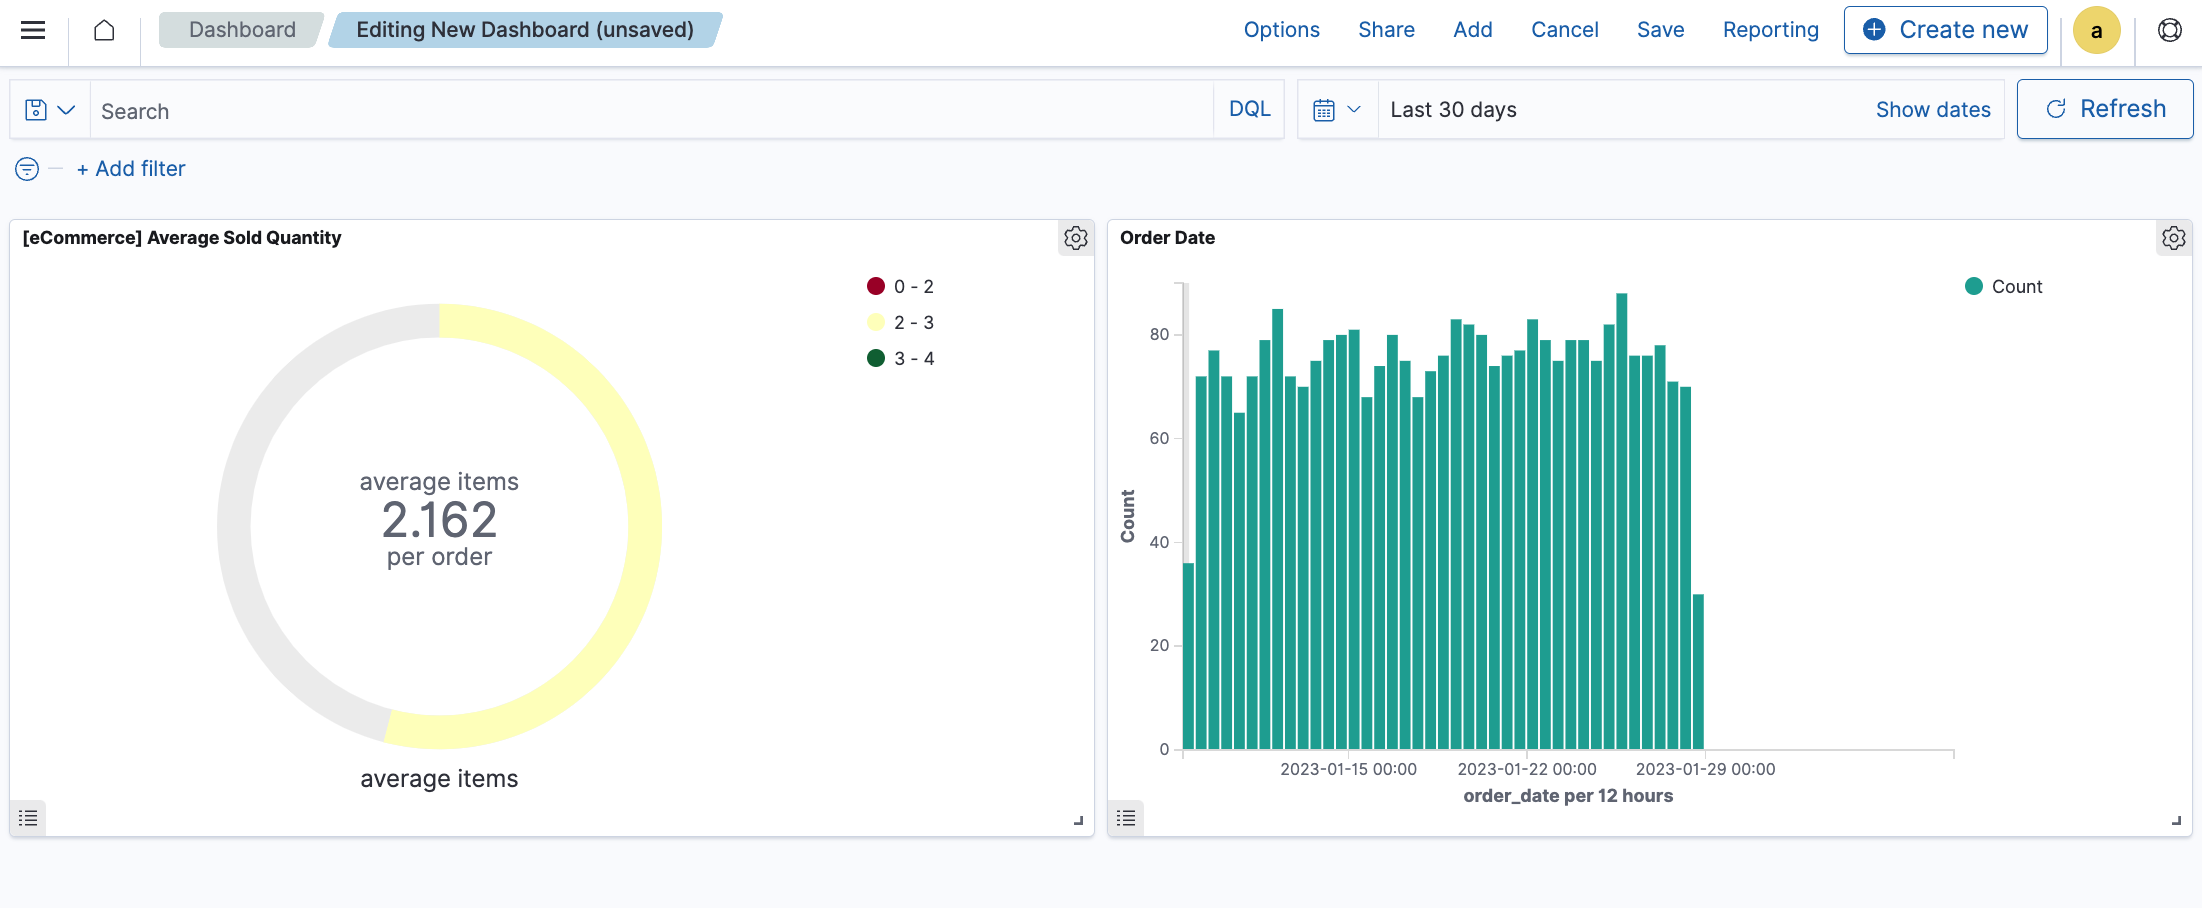 Dashboard
Editing New Dashboard (unsaved)
Options
Share
Add
Cancel
Save
Reporting
Create new
a
Search
DQL
Last 30 days
Show dates
Refresh
+ Add filter
[eCommerce] Average Sold Quantity
0 - 2
2 - 3
3 - 4
average items
2.162
per order
average items
Order Date
Count
80
60
40
20
0
Count
2023-01-15 00:00
2023-01-22 00:00
2023-01-29 00:00
order_date per 12 hours